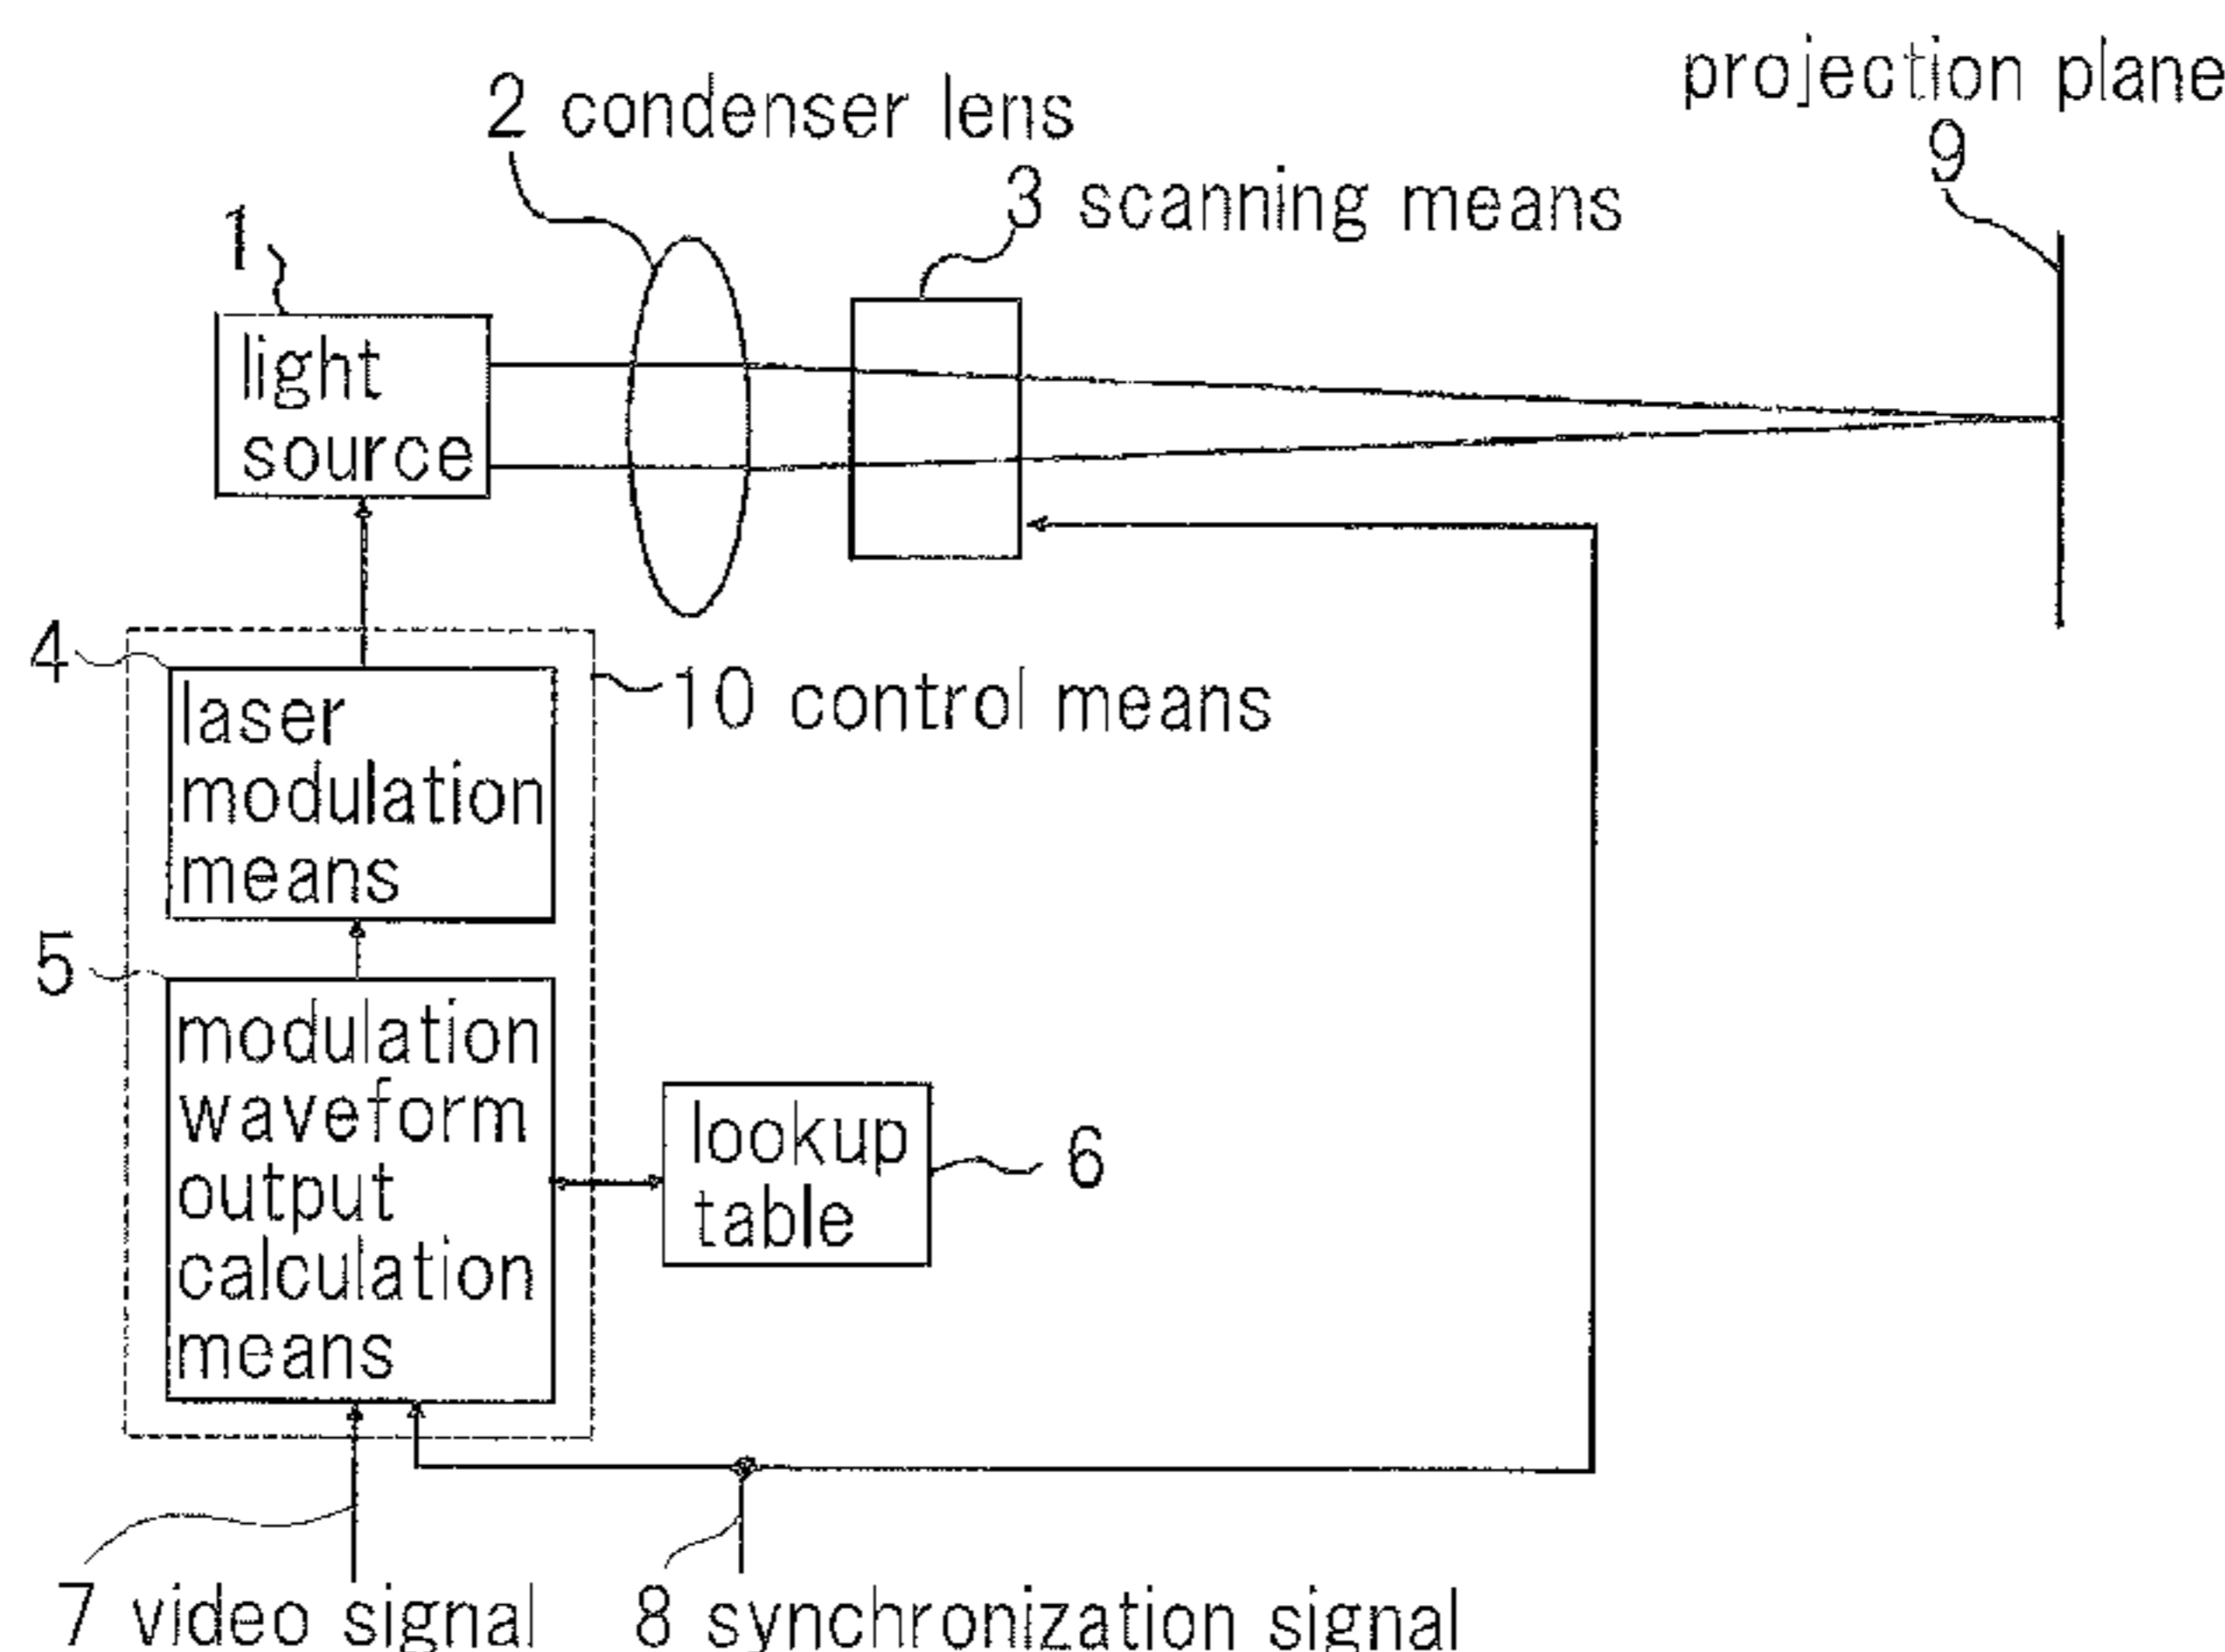 projection plane
9
2 condenser lens
3 scanning means
1
light
source
4
laser
modulation
means
10 control means
5
modulation
waveform
output
calculation
means
lookup
table
6
7 video signal
8 synchronization signal